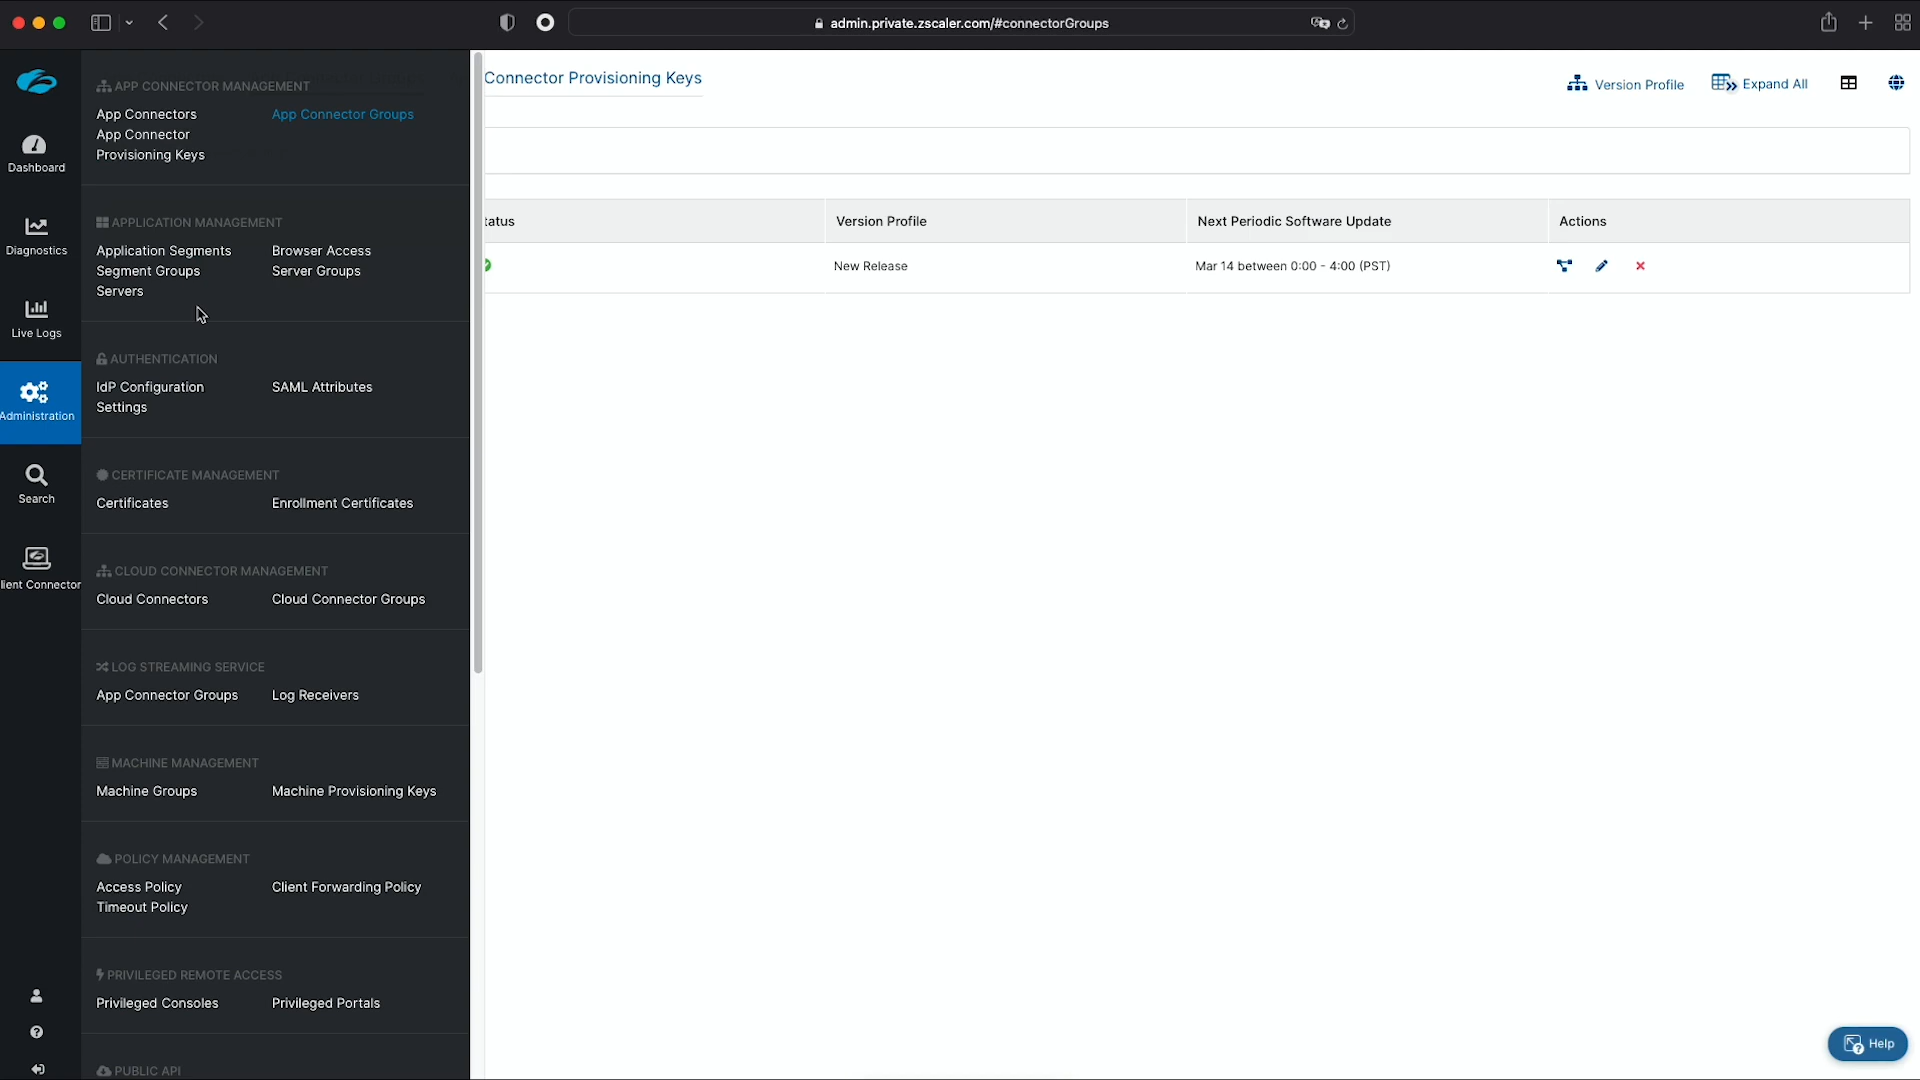 admin.private.zscaler.com/#connectorGroups
Connector Provisioning Keys
Version Profile
Expand All
APP CONNECTOR MANAGEMENT
App Connectors
App Connector Groups
App Connector
Provisioning Keys
Dashboard
APPLICATION MANAGEMENT
tatus
Version Profile
Next Periodic Software Update
Actions
Diagnostics
Application Segments
Browser Access
Segment Groups
Server Groups
Servers
New Release
Mar 14 between 0:00 - 4:00 (PST)
Live Logs
AUTHENTICATION
IdP Configuration
SAML Attributes
Settings
Administration
CERTIFICATE MANAGEMENT
Certificates
Enrollment Certificates
Search
CLOUD CONNECTOR MANAGEMENT
Cloud Connectors
Cloud Connector Groups
lient Connector
LOG STREAMING SERVICE
App Connector Groups
Log Receivers
MACHINE MANAGEMENT
Machine Groups
Machine Provisioning Keys
POLICY MANAGEMENT
Access Policy
Client Forwarding Policy
Timeout Policy
PRIVILEGED REMOTE ACCESS
Privileged Consoles
Privileged Portals
PUBLIC API
Help